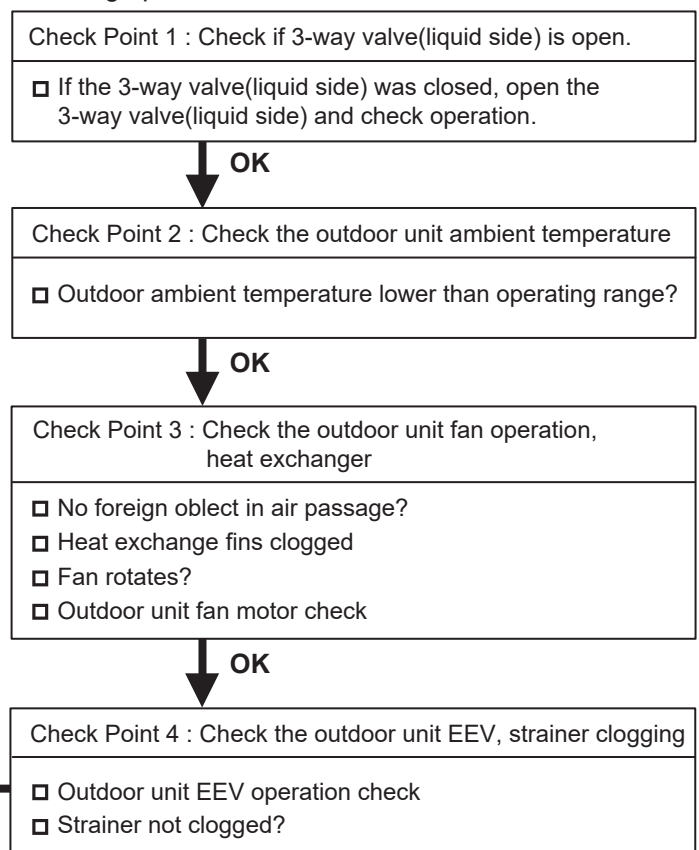 Check Point 1 : Check if 3-way valve(liquid side) is open.
If the 3-way valve(liquid side) was closed, open the
3-way valve(liquid side) and check operation.
OK
Check Point 2 : Check the outdoor unit ambient temperature
Outdoor ambient temperature lower than operating range?
OK
Check Point 3 : Check the outdoor unit fan operation,
heat exchanger
No foreign oblect in air passage?
Heat exchange fins clogged
Fan rotates?
Outdoor unit fan motor check
OK
Check Point 4 : Check the outdoor unit EEV, strainer clogging
Outdoor unit EEV operation check
Strainer not clogged?